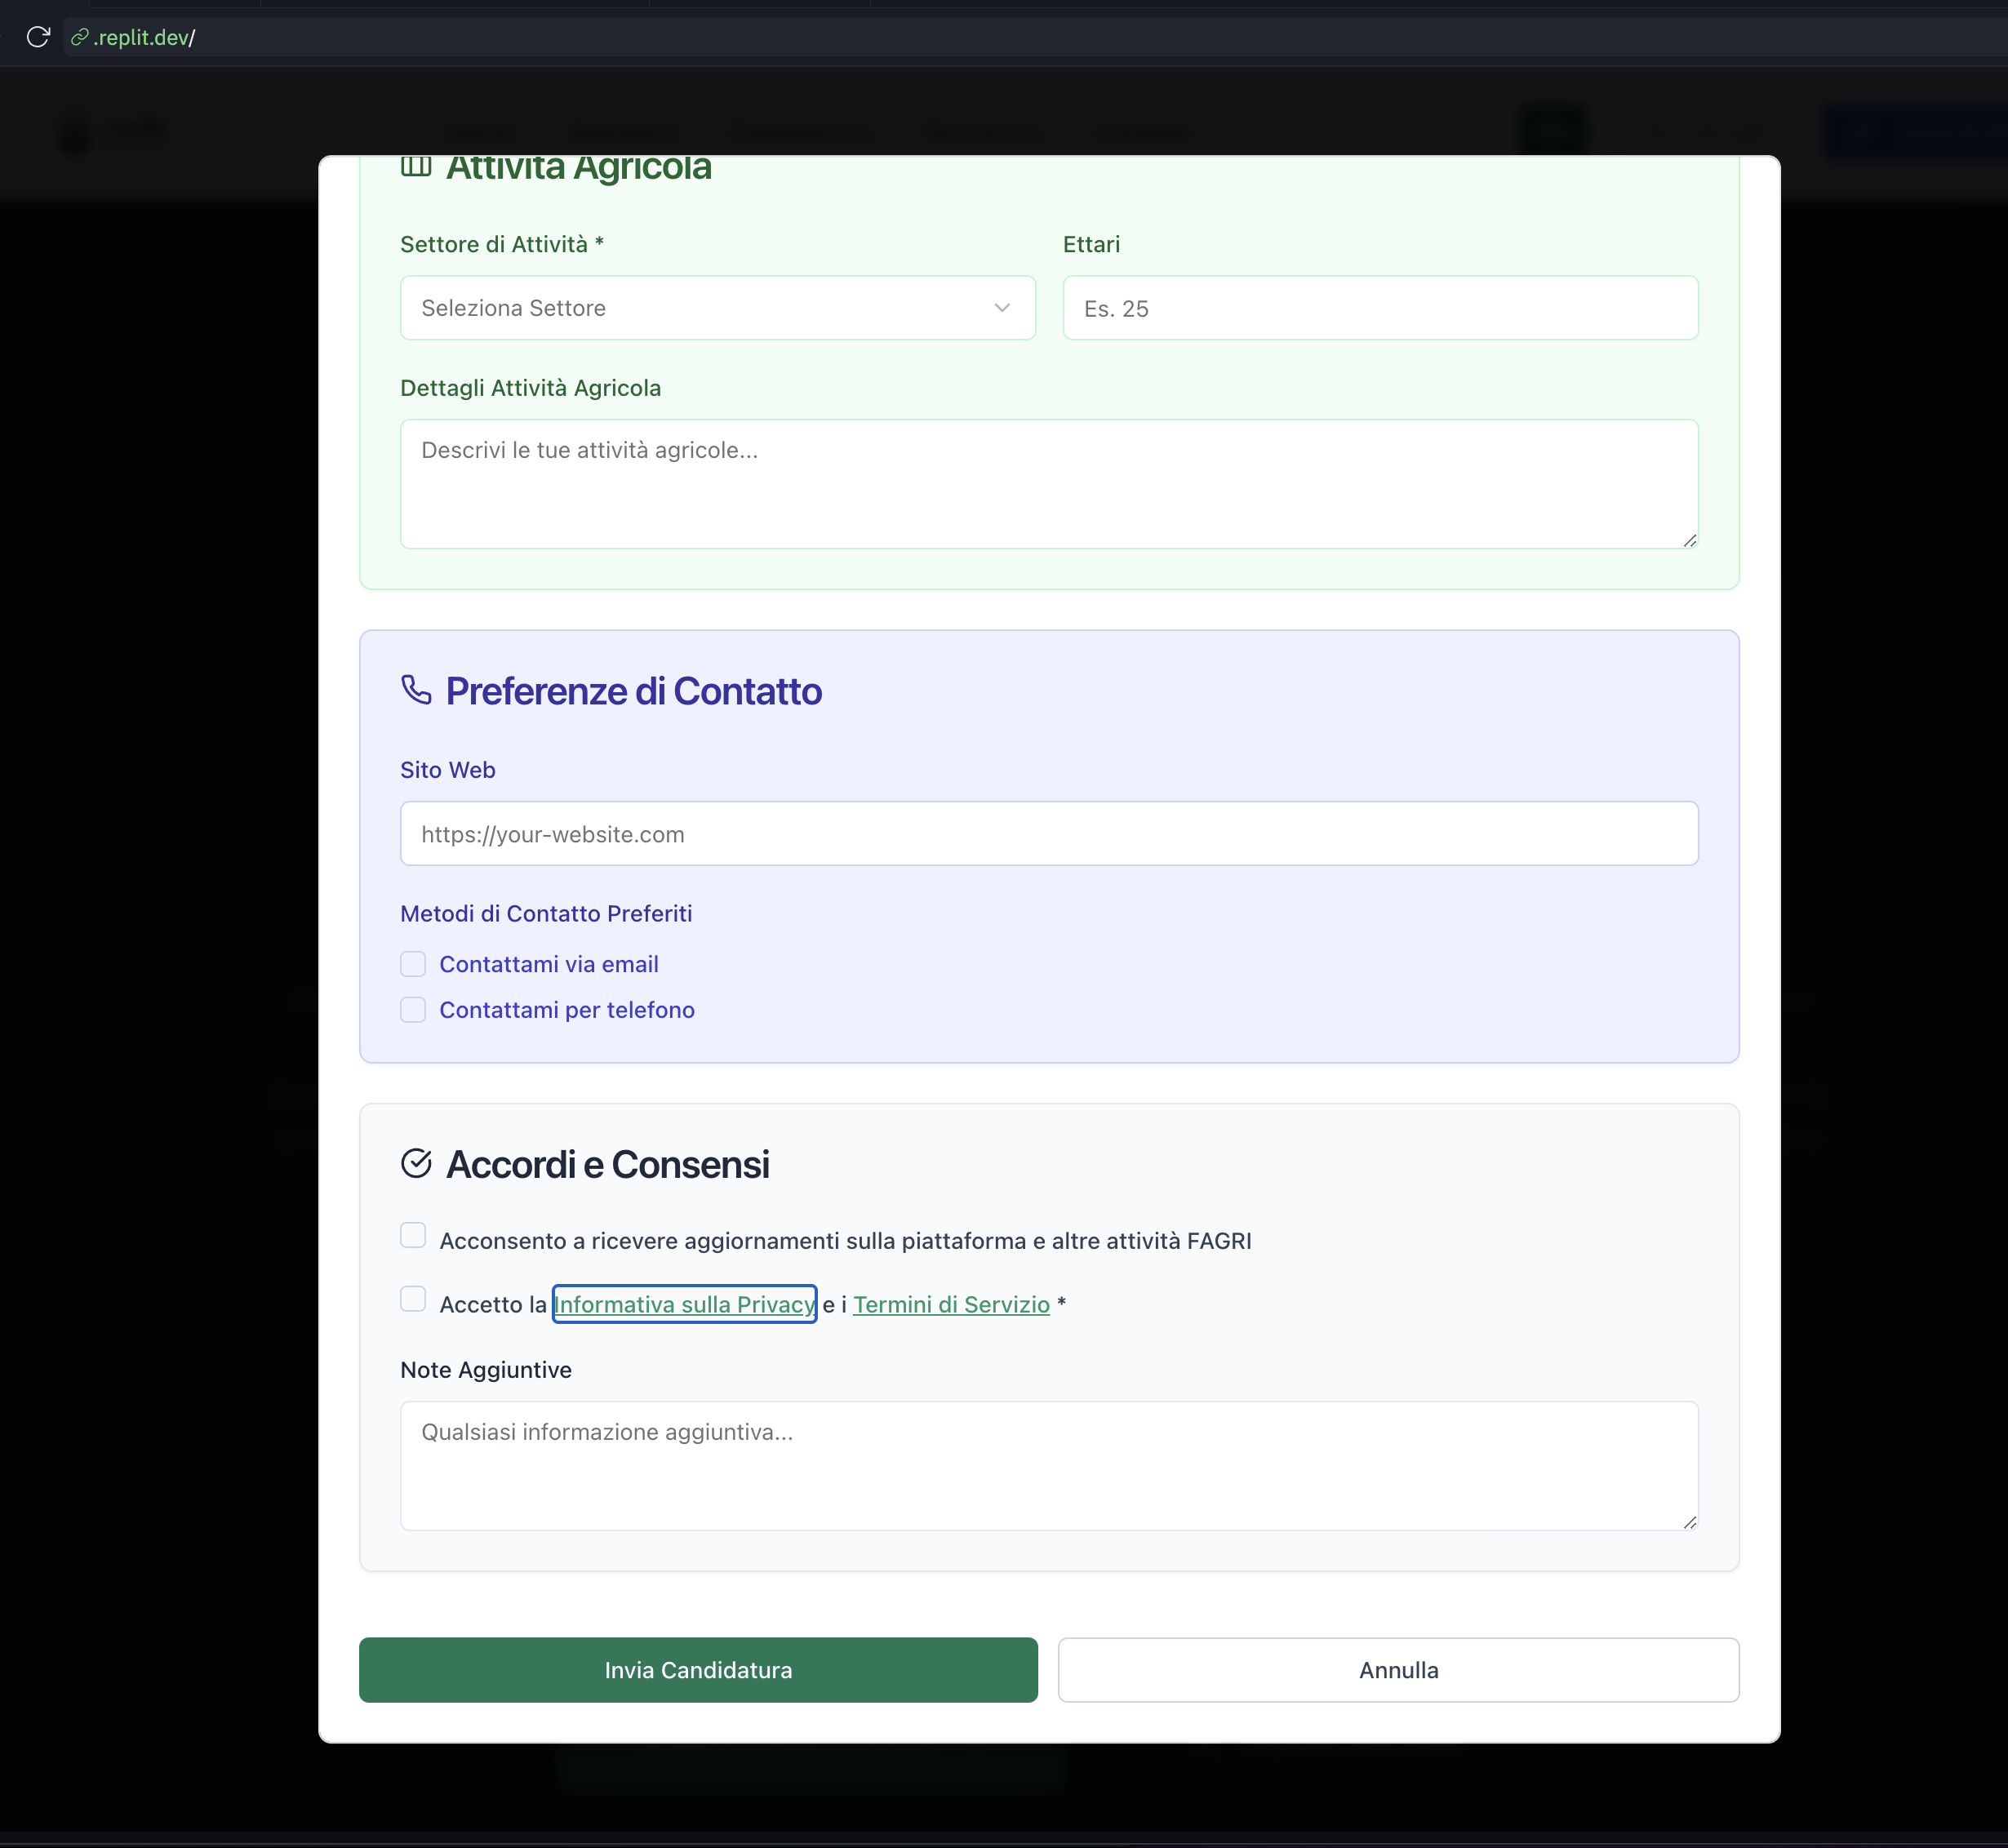 .replit.dev/
Attività Agricola
Settore di Attività *
Ettari
Seleziona Settore
Es. 25
Dettagli Attività Agricola
Descrivi le tue attività agricole...
Preferenze di Contatto
Sito Web
https://your-website.com
Metodi di Contatto Preferiti
Contattami via email
Contattami per telefono
Accordi e Consensi
Acconsento a ricevere aggiornamenti sulla piattaforma e altre attività FAGRI
Accetto la Informativa sulla Privacy e i Termini di Servizio *
Note Aggiuntive
Qualsiasi informazione aggiuntiva...
Invia Candidatura
Annulla